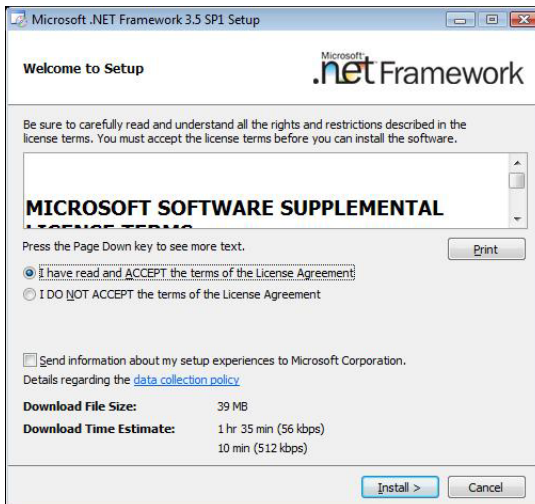 Microsoft .NET Framework 3.5 SP1 Setup
Welcome to Setup
Microsoft
.net Framework
Be sure to carefully read and understand all the rights and restrictions described in the
license terms. You must accept the license terms before you can install the software.
MICROSOFT SOFTWARE SUPPLEMENTAL
LICENSE TERMS
Press the Page Down key to see more text.
Print
I have read and ACCEPT the terms of the License Agreement
I DO NOT ACCEPT the terms of the License Agreement
Send information about my setup experiences to Microsoft Corporation.
Details regarding the data collection policy
Download File Size: 39 MB
Download Time Estimate: 1 hr 35 min (56 kbps)
10 min (512 kbps)
Install >
Cancel